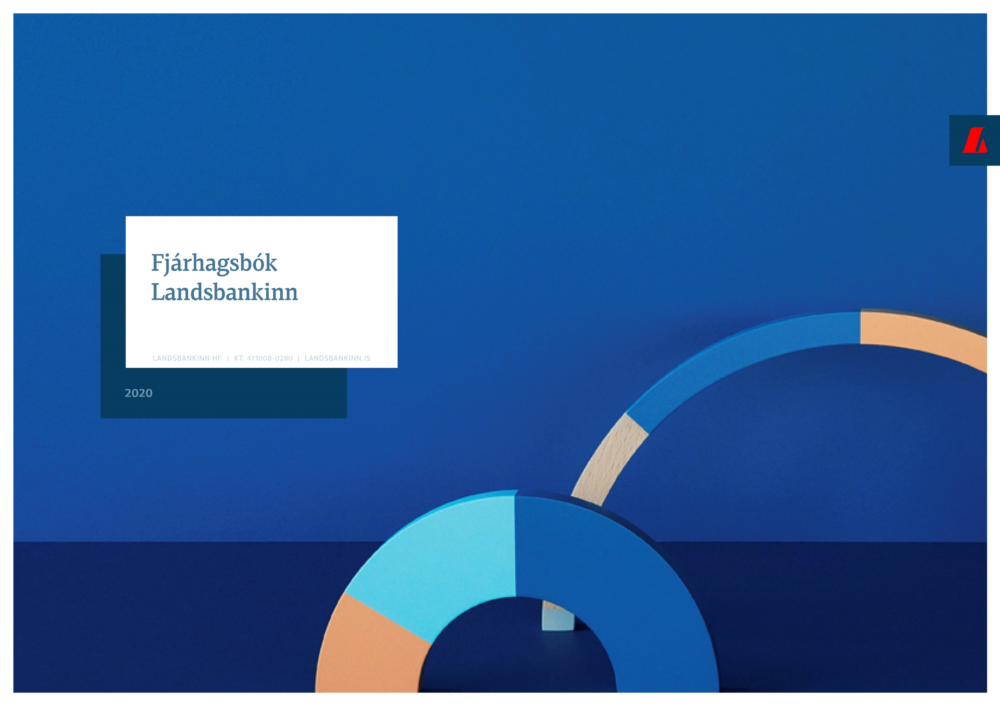 Fjárhagsbók
Landsbankinn
LANDSBANKINN HF. | KT. 471008-0280 | LANDSBANKINN.IS
2020